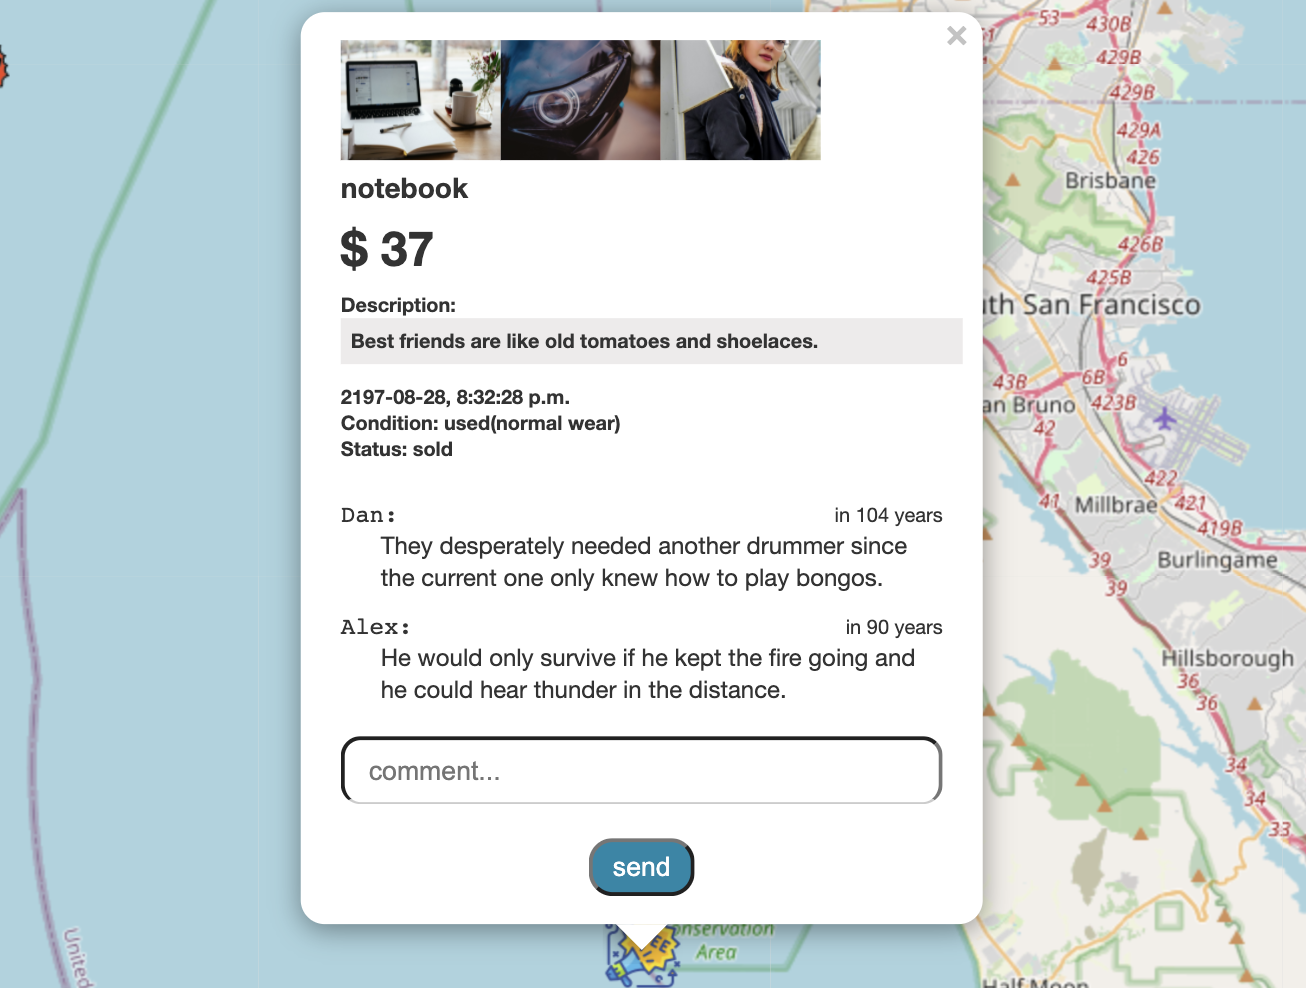 notebook
$ 37
Description:
Best friends are like old tomatoes and shoelaces.
2197-08-28, 8:32:28 p.m.
Condition: used(normal wear)
Status: sold
Dan:
in 104 years
They desperately needed another drummer since
the current one only knew how to play bongos.
Alex:
in 90 years
He would only survive if he kept the fire going and
he could hear thunder in the distance.
comment...
send
×
53
430B
429B
429B
429A
426
Brisbane
426B
425B
th San Francisco
6
6B
43B
423B
an Bruno
42
422
41
Millbrae
421
419B
39
Burlingame
39
Hillsborough
36
36
34
34
33
United
nservation
Area
Half Moon